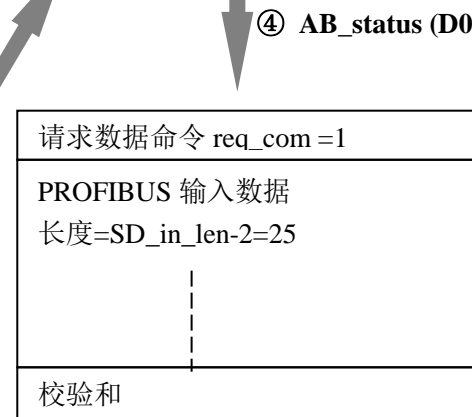 ④ AB_status (D0
请求数据命令 req_com =1
PROFIBUS 输入数据
长度=SD_in_len-2=25
校验和